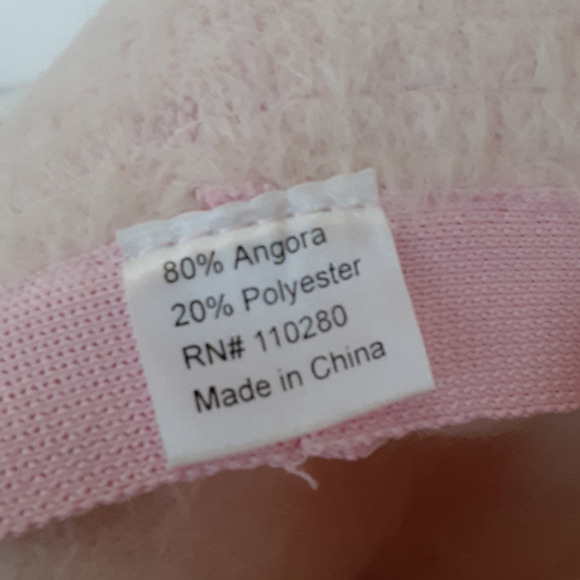 80% Angora
20% Polyester
RN# 110280
Made in China